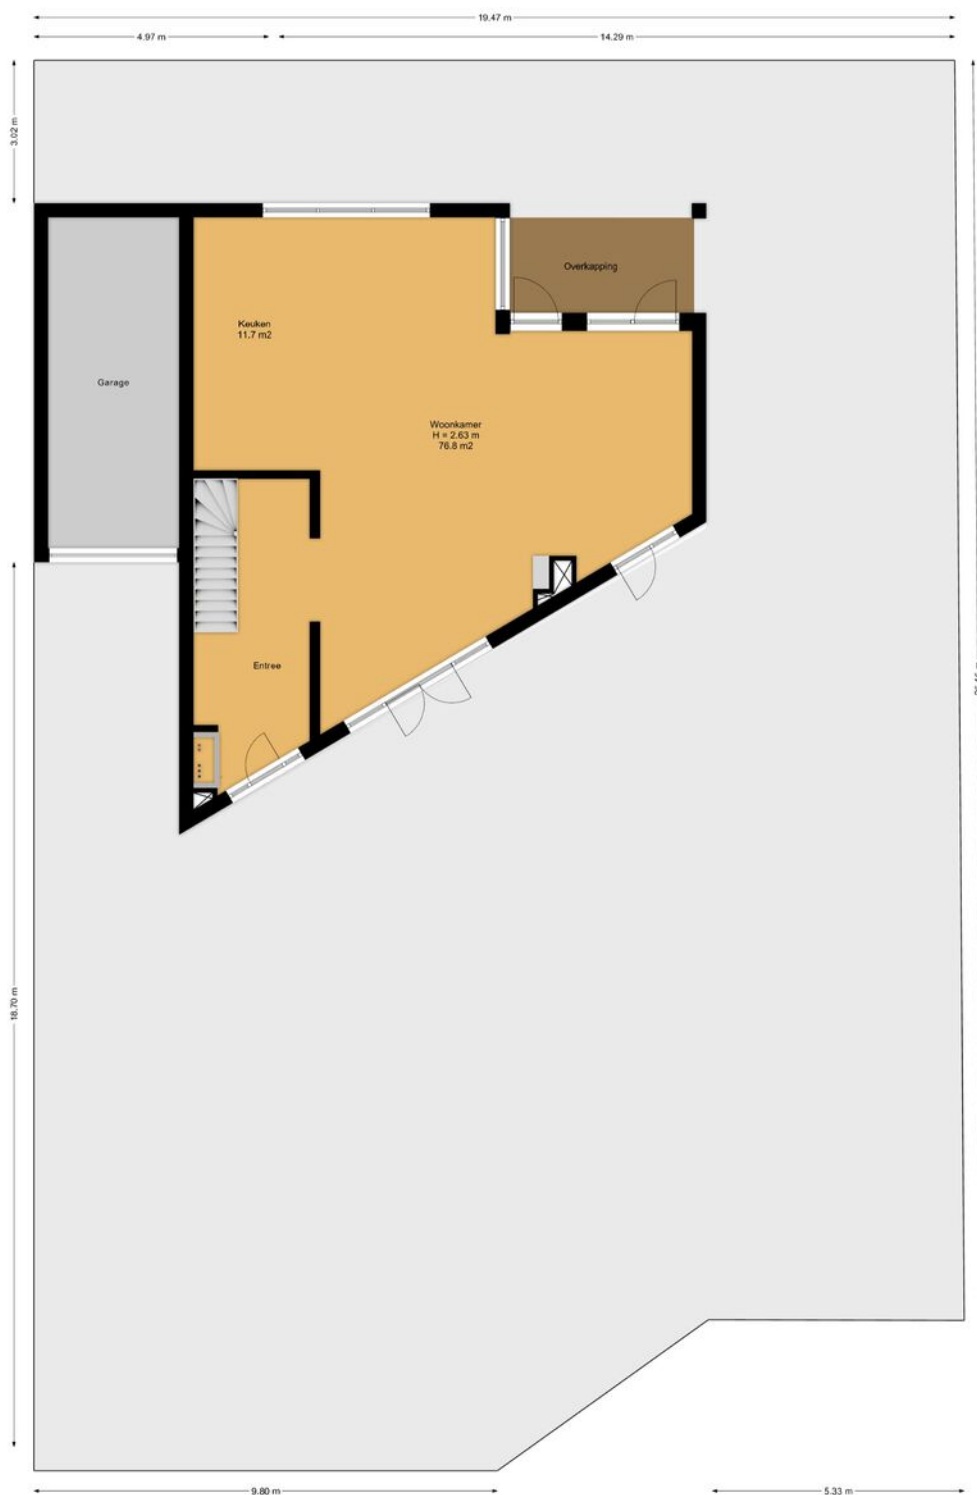 19.47 m
4.97 m
14.29 m
3.02 m
Overkapping
Keuken
11.7 m2
Garage
Woonkamer
H = 2.63 m
76.8 m2
Entree
18.70 m
9.80 m
5.33 m